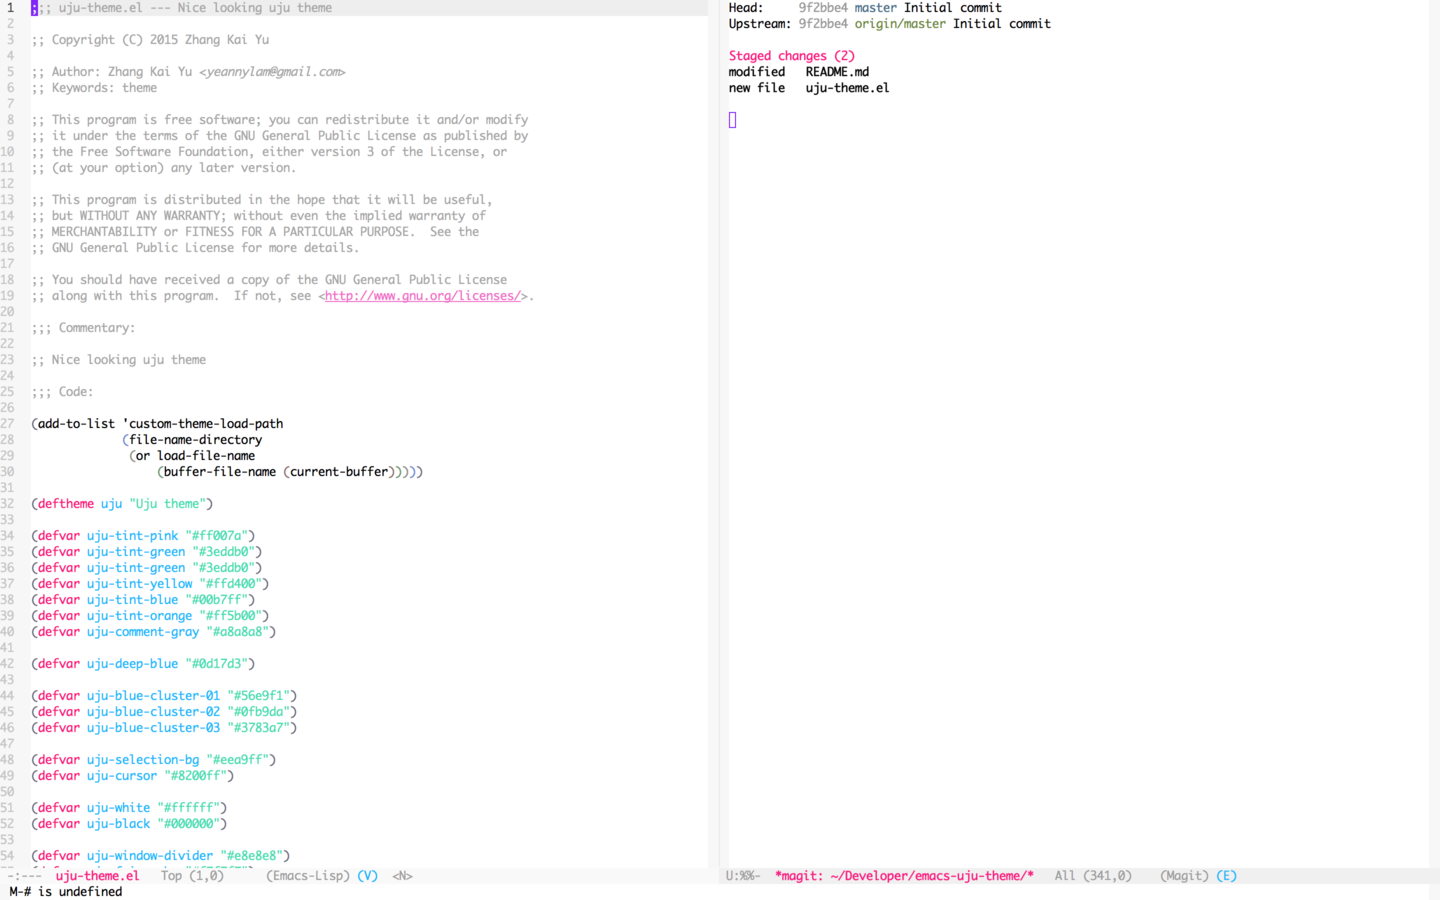 1 ;;; uju-theme.el --- Nice looking uju theme
2
3 ;; Copyright (C) 2015 Zhang Kai Yu
4
5 ;; Author: Zhang Kai Yu <yeannylam@gmail.com>
6 ;; Keywords: theme
7
8 ;; This program is free software; you can redistribute it and/or modify
9 ;; it under the terms of the GNU General Public License as published by
10 ;; the Free Software Foundation, either version 3 of the License, or
11 ;; (at your option) any later version.
12
13 ;; This program is distributed in the hope that it will be useful,
14 ;; but WITHOUT ANY WARRANTY; without even the implied warranty of
15 ;; MERCHANTABILITY or FITNESS FOR A PARTICULAR PURPOSE.  See the
16 ;; GNU General Public License for more details.
17
18 ;; You should have received a copy of the GNU General Public License
19 ;; along with this program.  If not, see <http://www.gnu.org/licenses/>.
20
21 ;;; Commentary:
22
23 ;; Nice looking uju theme
24
25 ;;; Code:
26
27 (add-to-list 'custom-theme-load-path
28              (file-name-directory
29               (or load-file-name
30                   (buffer-file-name (current-buffer)))))
31
32 (deftheme uju "Uju theme")
33
34 (defvar uju-tint-pink "#ff007a")
35 (defvar uju-tint-green "#3eddb0")
36 (defvar uju-tint-green "#3eddb0")
37 (defvar uju-tint-yellow "#ffd400")
38 (defvar uju-tint-blue "#00b7ff")
39 (defvar uju-tint-orange "#ff5b00")
40 (defvar uju-comment-gray "#a8a8a8")
41
42 (defvar uju-deep-blue "#0d17d3")
43
44 (defvar uju-blue-cluster-01 "#56e9f1")
45 (defvar uju-blue-cluster-02 "#0fb9da")
46 (defvar uju-blue-cluster-03 "#3783a7")
47
48 (defvar uju-selection-bg "#eea9ff")
49 (defvar uju-cursor "#8200ff")
50
51 (defvar uju-white "#ffffff")
52 (defvar uju-black "#000000")
53
54 (defvar uju-window-divider "#e8e8e8")
-:--- uju-theme.el Top (1,0) (Emacs-Lisp) (V) <N>
Head: 9f2bbe4 master Initial commit
Upstream: 9f2bbe4 origin/master Initial commit
Staged changes (2)
modified README.md
new file uju-theme.el
U:%%- *magit: ~/Developer/emacs-uju-theme/* All (341,0) (Magit) (E)
M-# is undefined